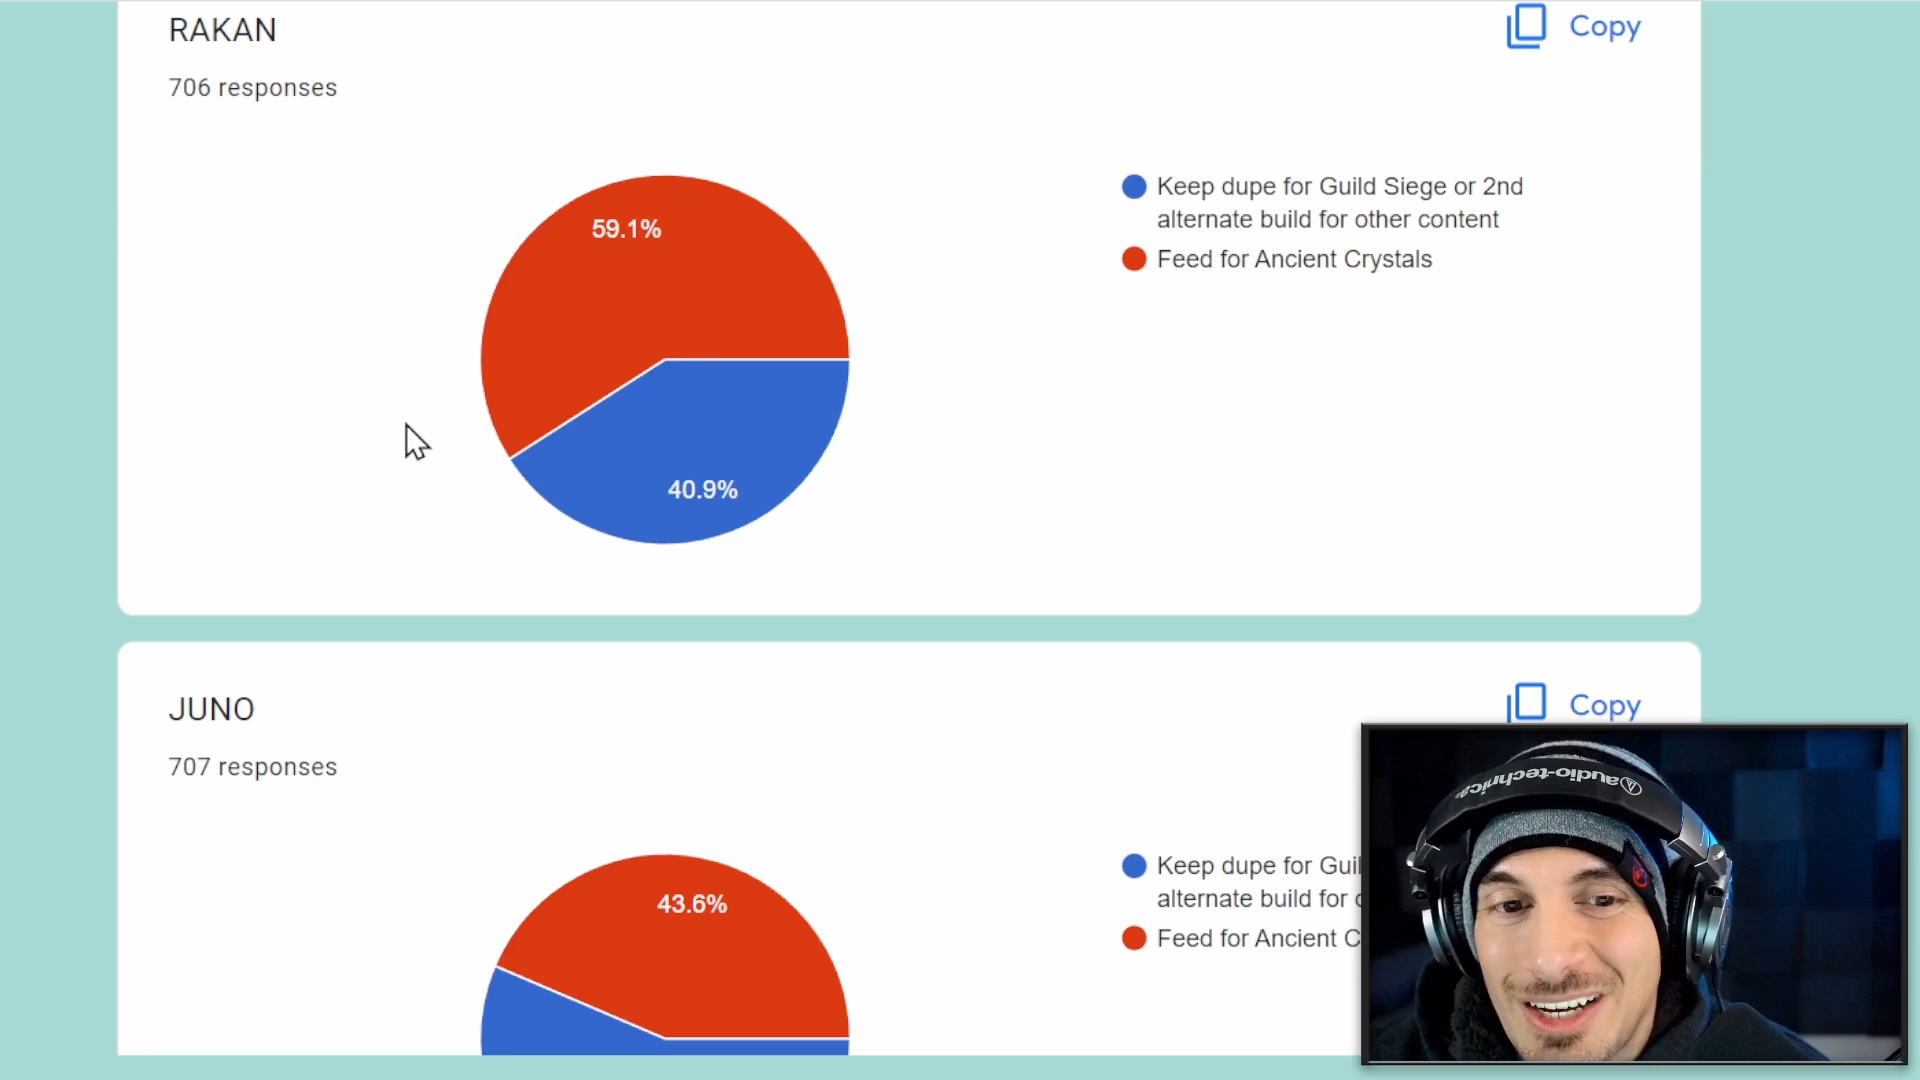 RAKAN
Copy
706 responses
59.1%
40.9%
Keep dupe for Guild Siege or 2nd
alternate build for other content
Feed for Ancient Crystals
JUNO
Copy
707 responses
43.6%
Keep dupe for Guil
alternate build for
Feed for Ancient C
audio-technica